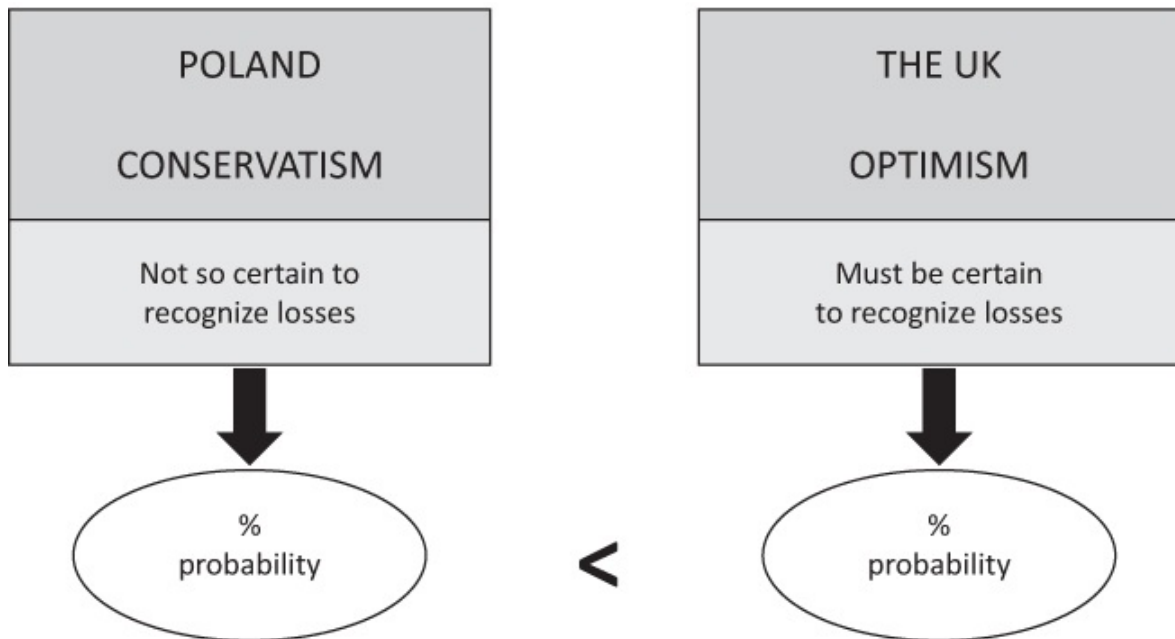 POLAND
CONSERVATISM
Not so certain to
recognize losses
%
probability
<
THE UK
OPTIMISM
Must be certain
to recognize losses
%
probability